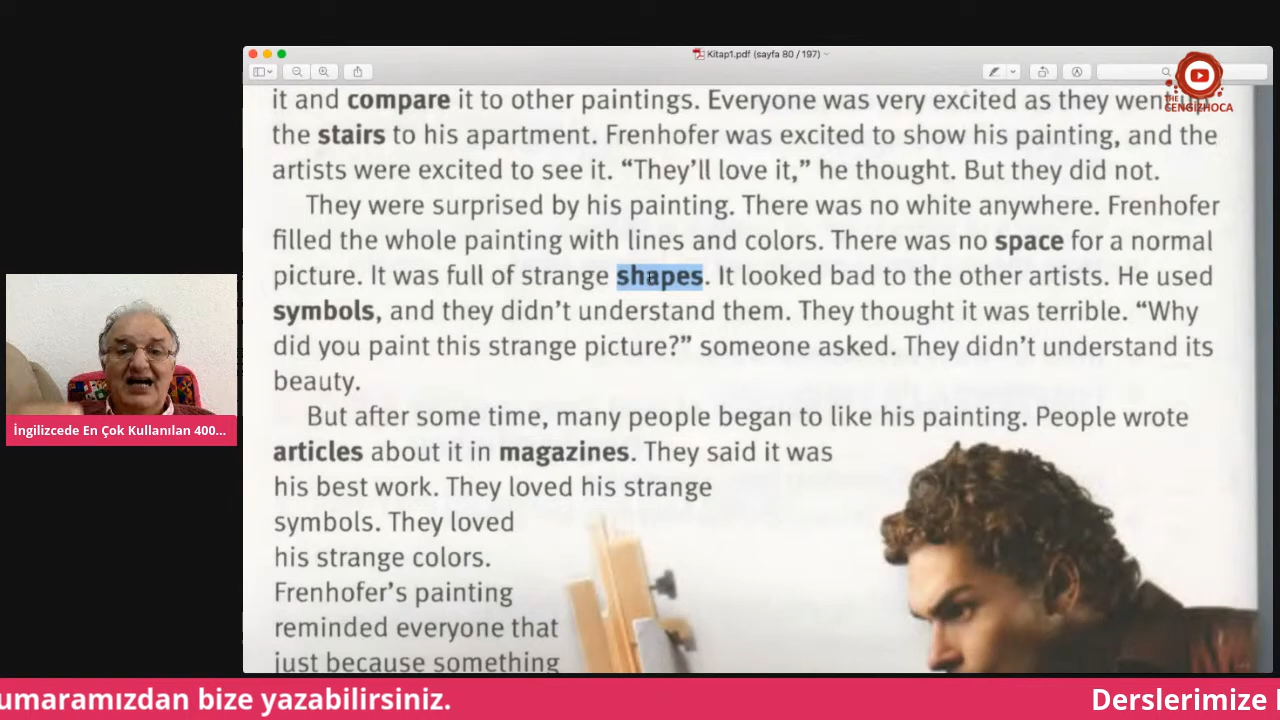 Kitap1.pdf (sayfa 80 / 197)
THE
CENGIZHOCA
it and compare it to other paintings. Everyone was very excited as they went up
the stairs to his apartment. Frenhofer was excited to show his painting, and the
artists were excited to see it. “They’ll love it,” he thought. But they did not.
They were surprised by his painting. There was no white anywhere. Frenhofer
filled the whole painting with lines and colors. There was no space for a normal
picture. It was full of strange shapes. It looked bad to the other artists. He used
symbols, and they didn’t understand them. They thought it was terrible. “Why
did you paint this strange picture?” someone asked. They didn’t understand its
beauty.
But after some time, many people began to like his painting. People wrote
articles about it in magazines. They said it was
his best work. They loved his strange
symbols. They loved
his strange colors.
Frenhofer’s painting
reminded everyone that
just because something
İngilizcede En Çok Kullanılan 400...
umaramızdan bize yazabilirsiniz.
Derslerimize